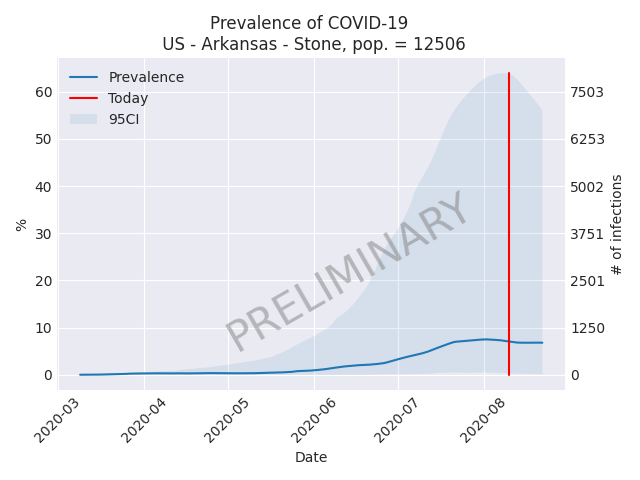 Prevalence of COVID-19
US - Arkansas - Stone, pop. = 12506
Prevalence
Today
95CI
60
50
40
30
20
10
0
%
7503
6253
5002
3751
2501
1250
0
# of infections
PRELIMINARY
2020-03
2020-04
2020-05
2020-06
2020-07
2020-08
Date